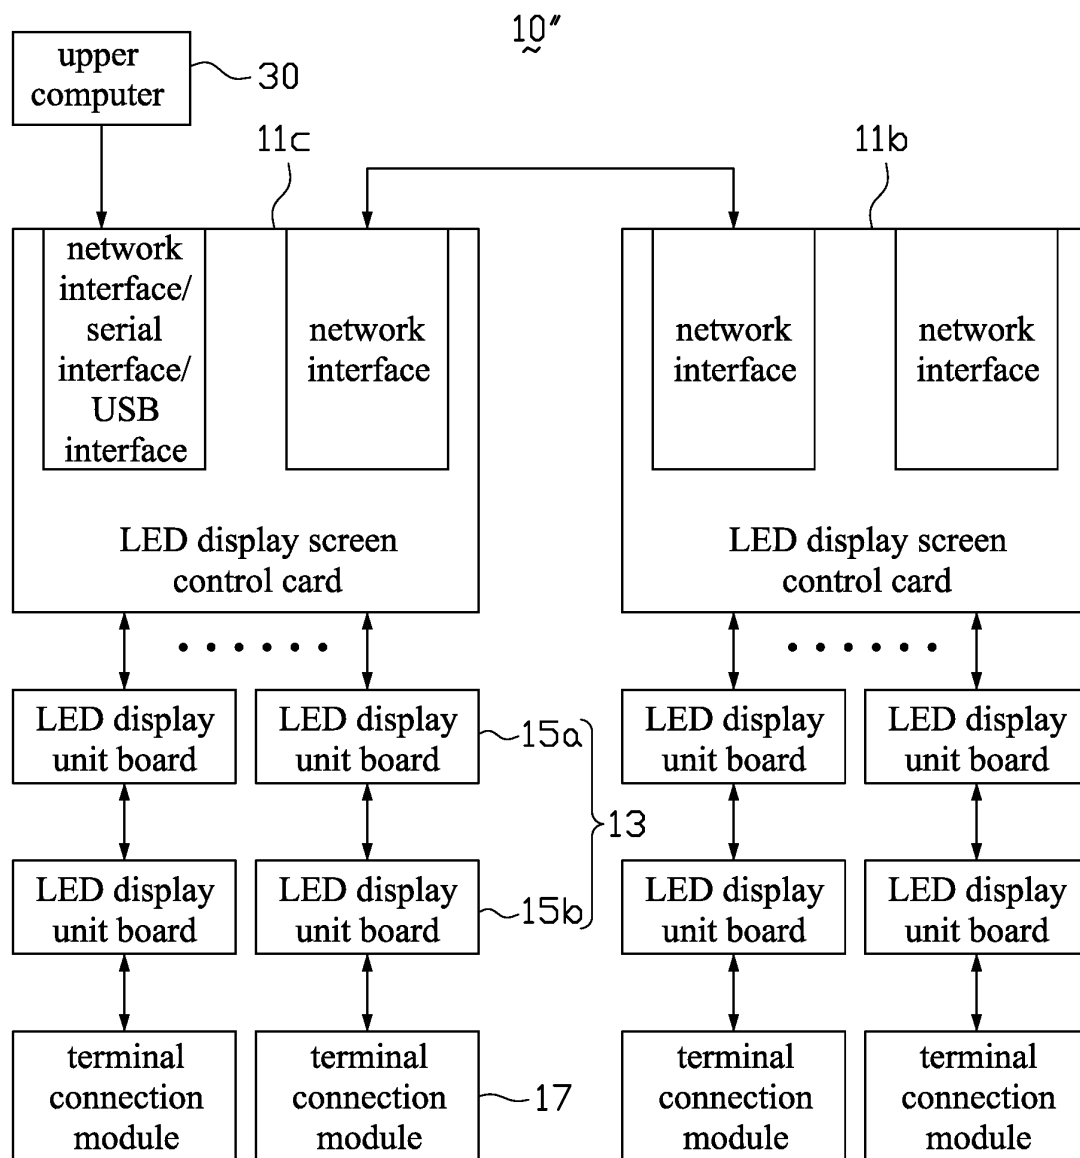 10″
upper
computer
30
11c
11b
network
interface/
serial
interface/
USB
interface
network
interface
network
interface
network
interface
LED display screen
control card
LED display screen
control card
LED display
unit board
LED display
unit board
15a
LED display
unit board
LED display
unit board
13
LED display
unit board
LED display
unit board
15b
LED display
unit board
LED display
unit board
terminal
connection
module
terminal
connection
module
17
terminal
connection
module
terminal
connection
module